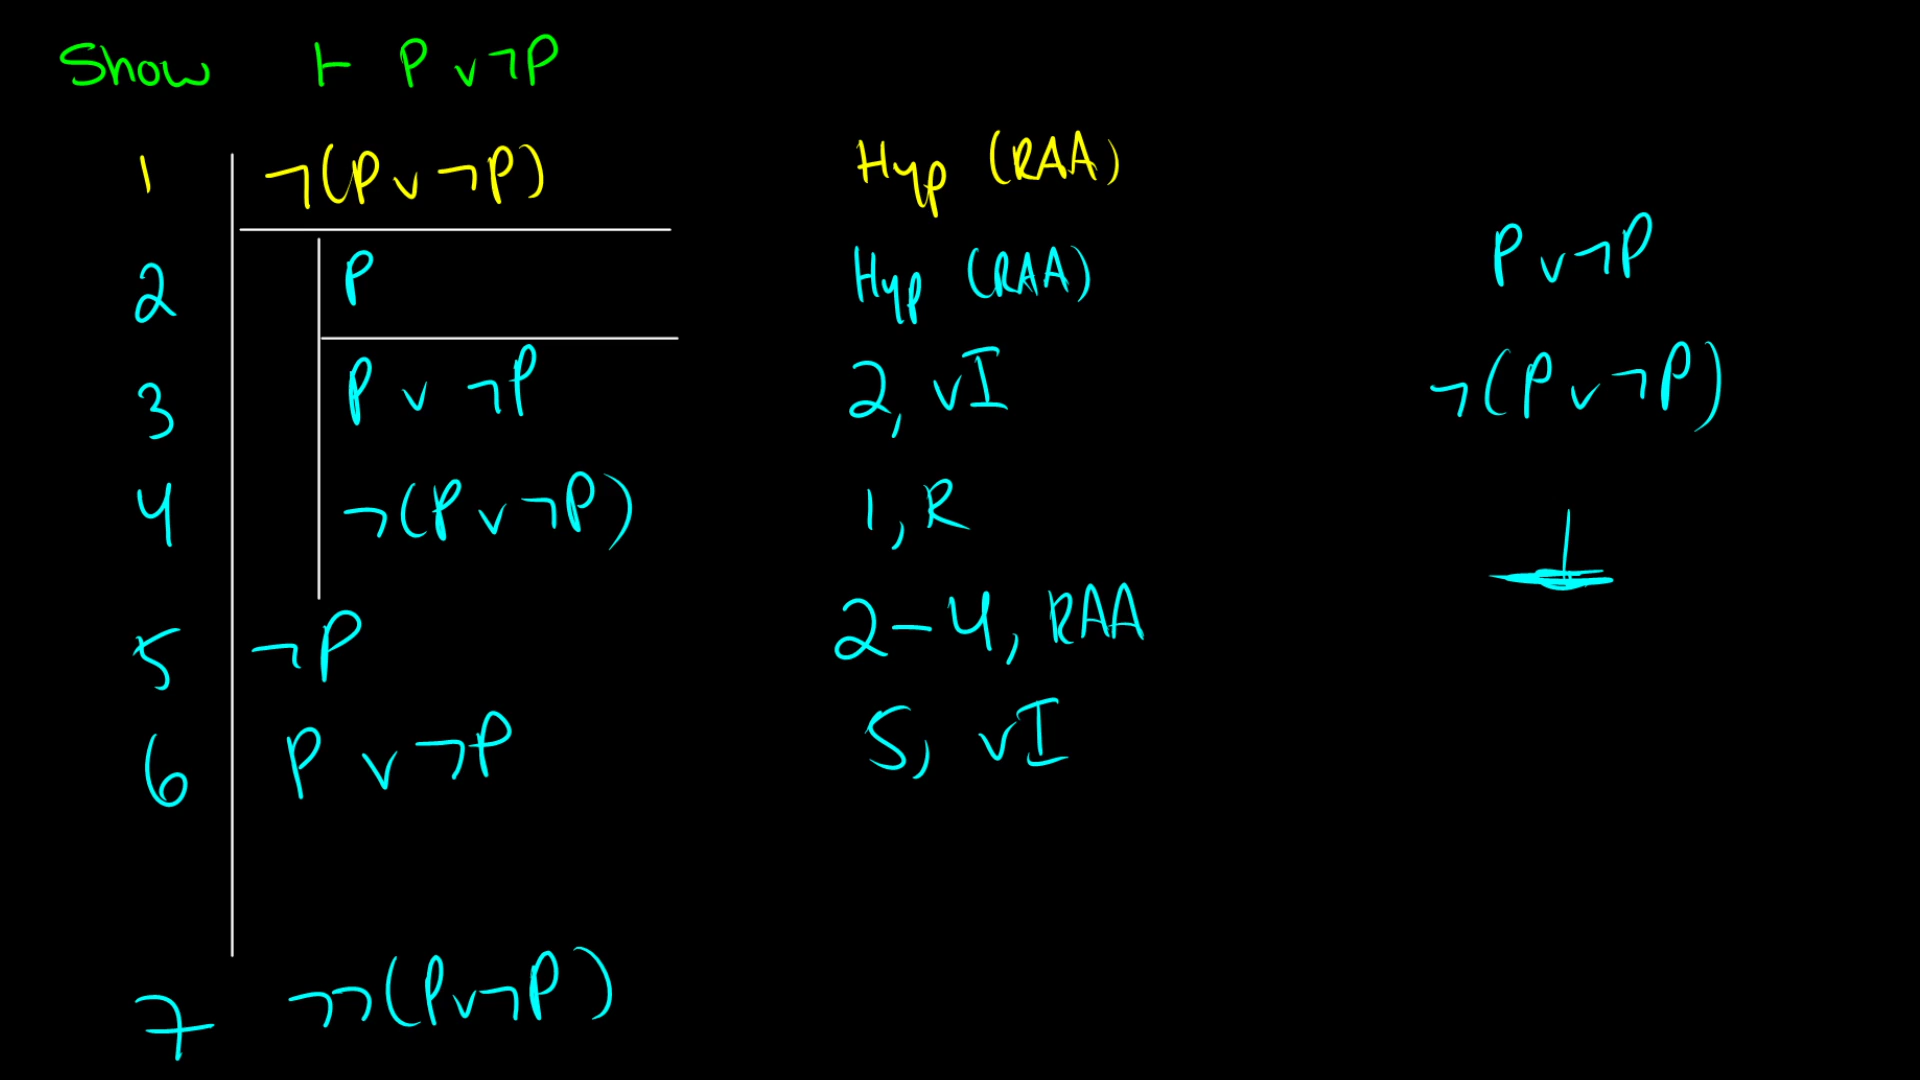 Show ⊢ P ∨ ¬P
1 ¬(P ∨ ¬P) Hyp (RAA)
2 P Hyp (RAA)
3 P ∨ ¬P 2, ∨I
4 ¬(P ∨ ¬P) 1, R
5 ¬P 2-4, RAA
6 P ∨ ¬P 5, ∨I
7 ¬¬(P ∨ ¬P)
P ∨ ¬P
¬(P ∨ ¬P)
⊥